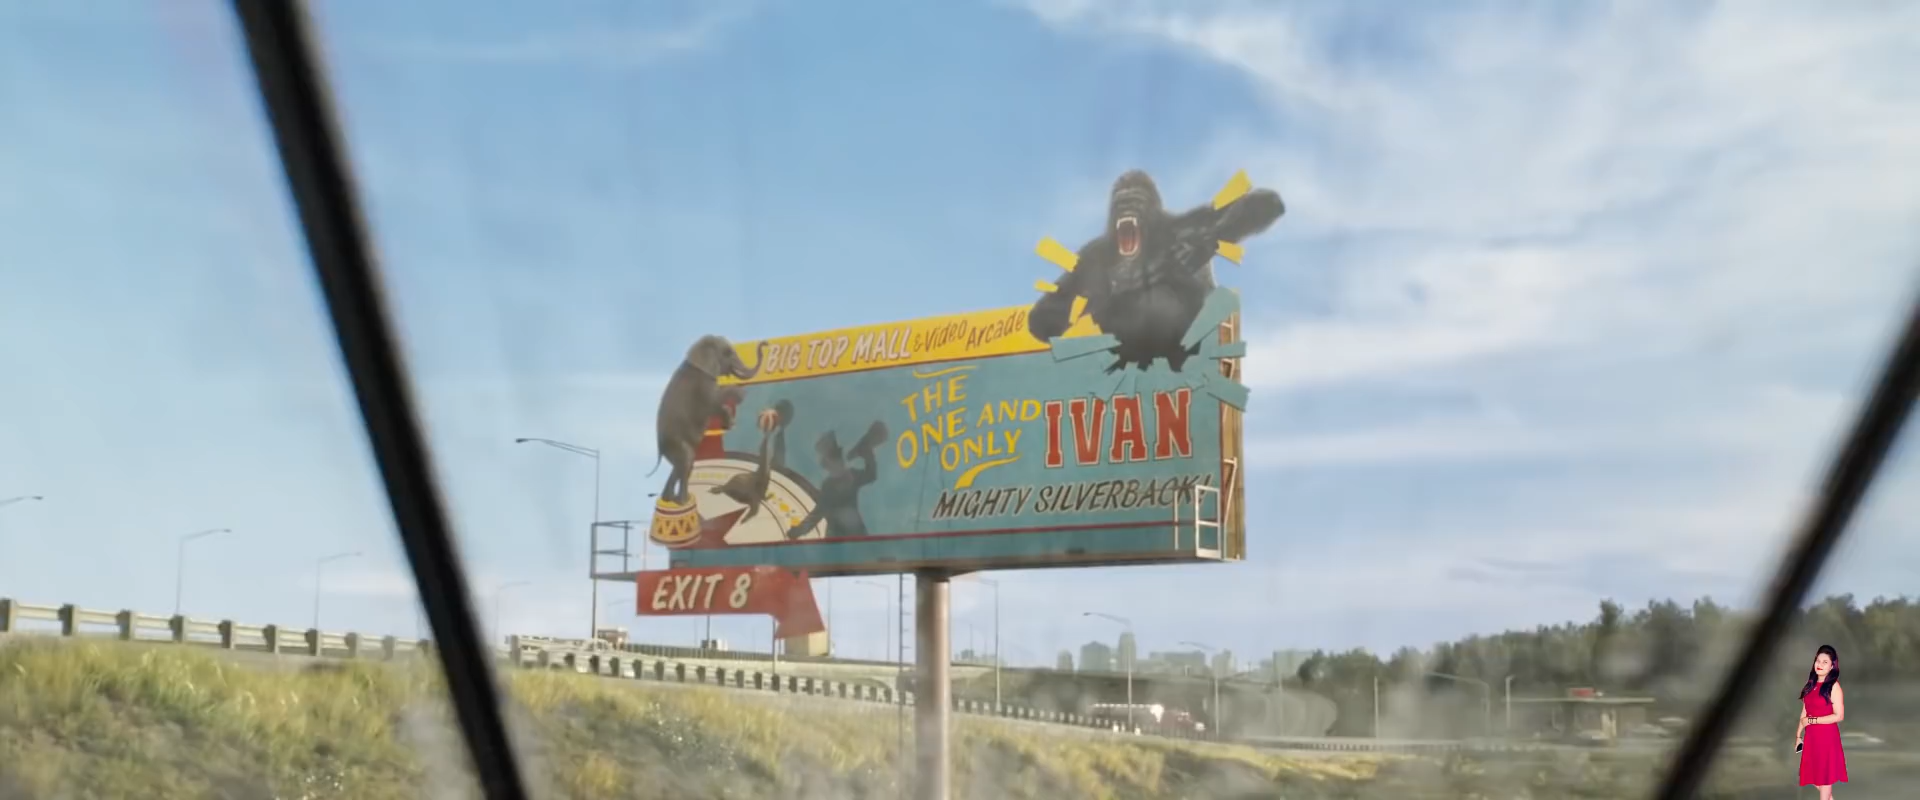 BIG TOP MALL & Video Arcade
THE
ONE AND
ONLY
IVAN
MIGHTY SILVERBACK!
EXIT 8